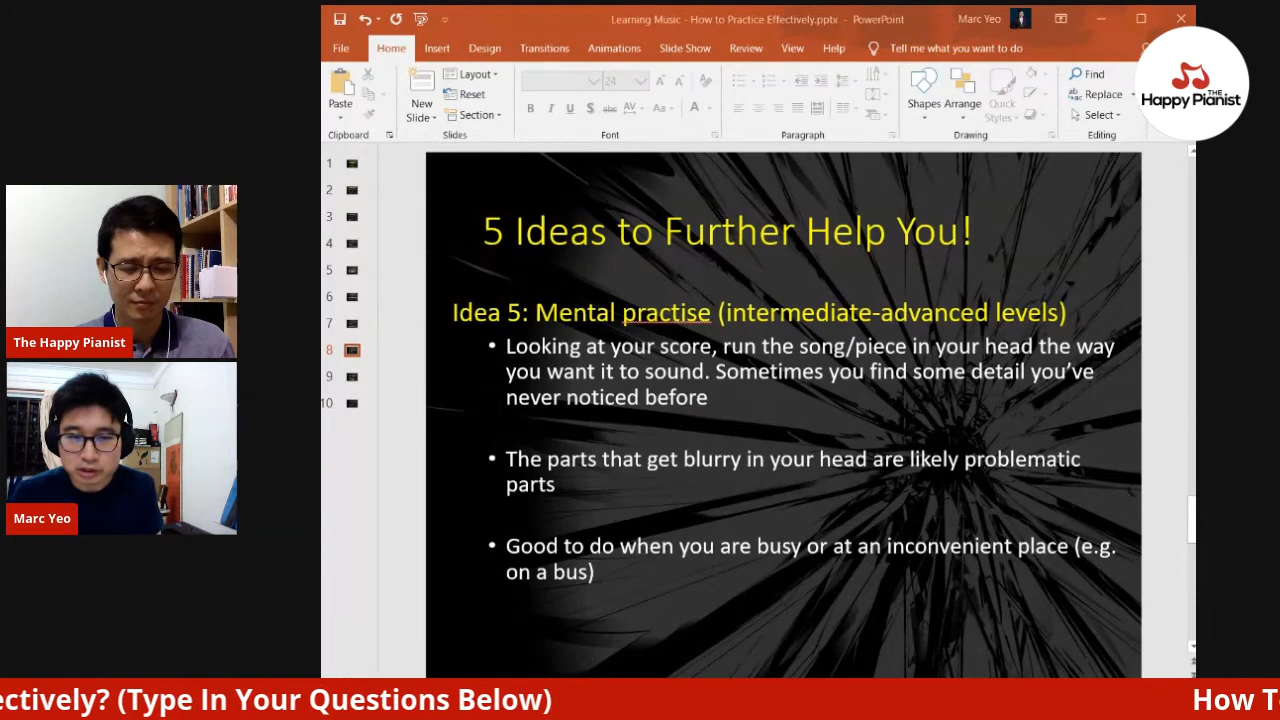 Learning Music - How to Practice Effectively.pptx - PowerPoint
Marc Yeo
File Home Insert Design Transitions Animations Slide Show Review View Help Tell me what you want to do
Paste
New
Slide
Layout
Reset
Section
24
B I U S abc AV Aa A
Shapes Arrange Quick
Styles
Find
Replace
Select
Clipboard Slides Font Paragraph Drawing Editing
THE
Happy Pianist
1
2
3
4
5
6
7
8
9
10
5 Ideas to Further Help You!
Idea 5: Mental practise (intermediate-advanced levels)
• Looking at your score, run the song/piece in your head the way
you want it to sound. Sometimes you find some detail you've
never noticed before
• The parts that get blurry in your head are likely problematic
parts
• Good to do when you are busy or at an inconvenient place (e.g.
on a bus)
The Happy Pianist
Marc Yeo
ectively? (Type In Your Questions Below)
How T